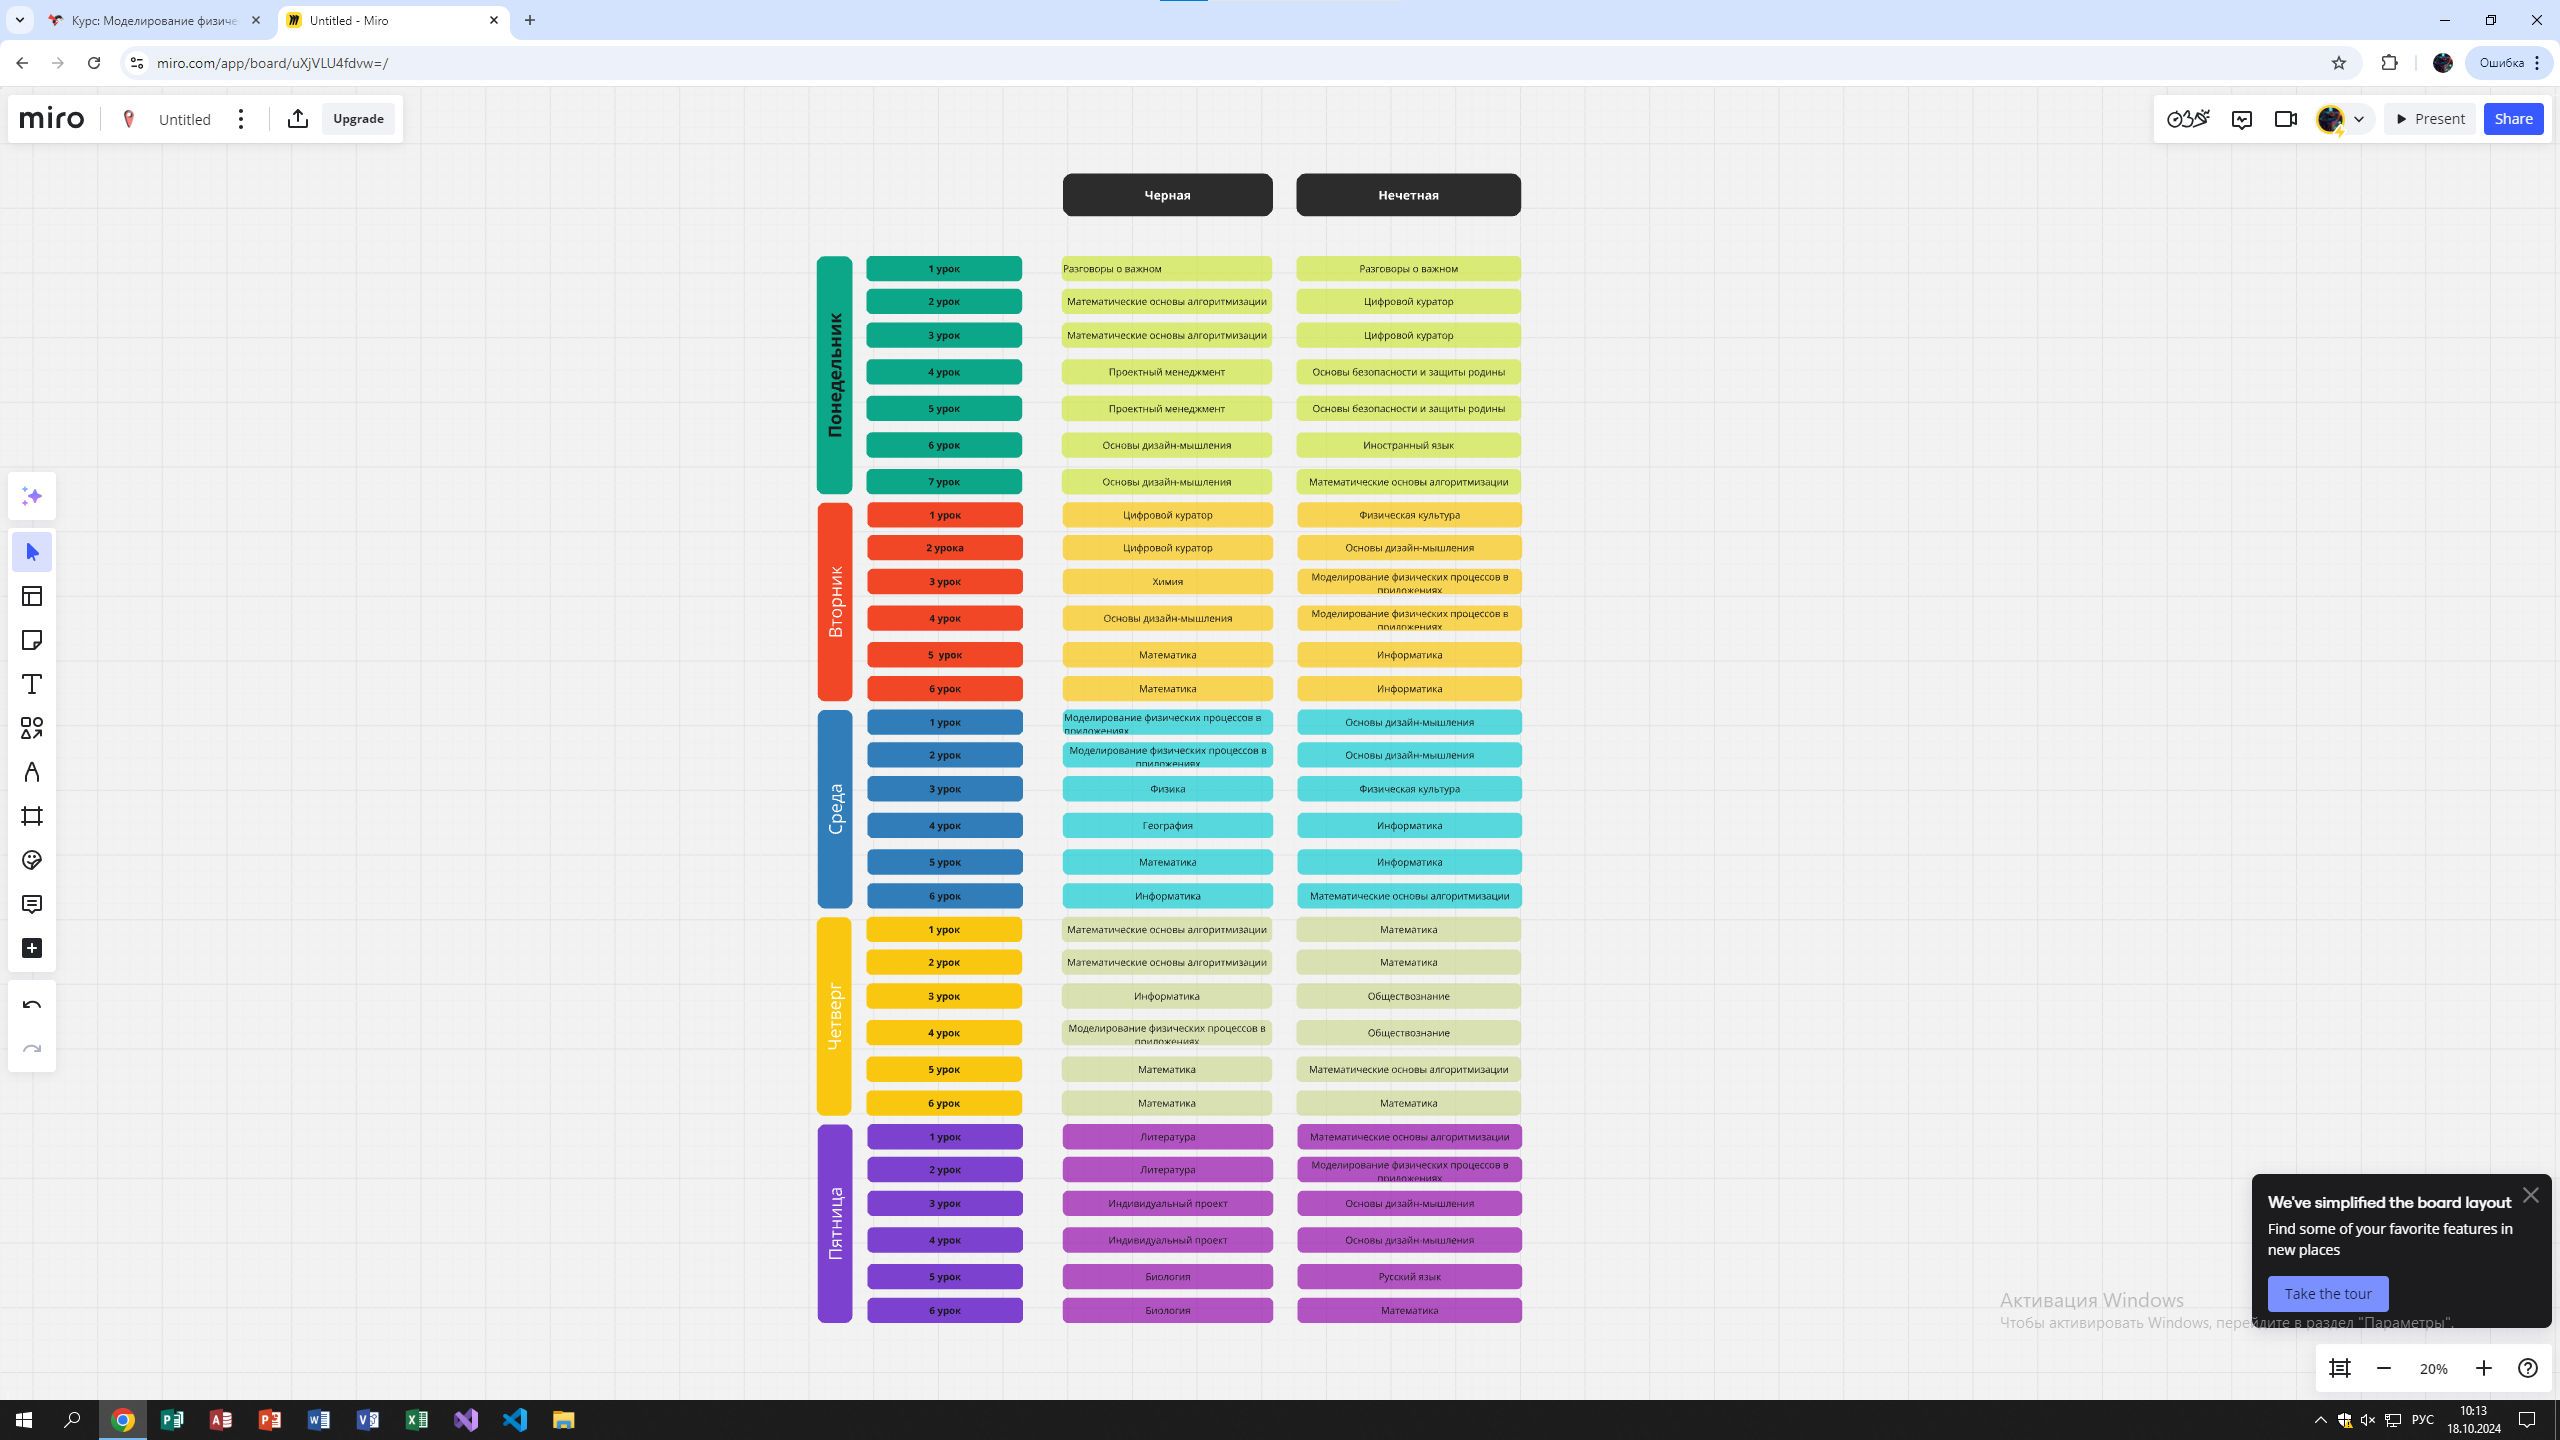 Курс: Моделирование физиче
Untitled - Miro
miro.com/app/board/uXjVLU4fdvw=/
Ошибка
miro
Untitled
Upgrade
Present
Share
Черная
Нечетная
Понедельник
1 урок
Разговоры о важном
Разговоры о важном
2 урок
Математические основы алгоритмизации
Цифровой куратор
3 урок
Математические основы алгоритмизации
Цифровой куратор
4 урок
Проектный менеджмент
Основы безопасности и защиты родины
5 урок
Проектный менеджмент
Основы безопасности и защиты родины
6 урок
Основы дизайн-мышления
Иностранный язык
7 урок
Основы дизайн-мышления
Математические основы алгоритмизации
Вторник
1 урок
Цифровой куратор
Физическая культура
2 урока
Цифровой куратор
Основы дизайн-мышления
3 урок
Химия
Моделирование физических процессов в
приложениях
4 урок
Основы дизайн-мышления
Моделирование физических процессов в
приложениях
5 урок
Математика
Информатика
6 урок
Математика
Информатика
Среда
1 урок
Моделирование физических процессов в
приложениях
Основы дизайн-мышления
2 урок
Моделирование физических процессов в
приложениях
Основы дизайн-мышления
3 урок
Физика
Физическая культура
4 урок
География
Информатика
5 урок
Математика
Информатика
6 урок
Информатика
Математические основы алгоритмизации
Четверг
1 урок
Математические основы алгоритмизации
Математика
2 урок
Математические основы алгоритмизации
Математика
3 урок
Информатика
Обществознание
4 урок
Моделирование физических процессов в
приложениях
Обществознание
5 урок
Математика
Математические основы алгоритмизации
6 урок
Математика
Математика
Пятница
1 урок
Литература
Математические основы алгоритмизации
2 урок
Литература
Моделирование физических процессов в
приложениях
3 урок
Индивидуальный проект
Основы дизайн-мышления
4 урок
Индивидуальный проект
Основы дизайн-мышления
5 урок
Биология
Русский язык
6 урок
Биология
Математика
We've simplified the board layout
Find some of your favorite features in
new places
Take the tour
Активация Windows
Чтобы активировать Windows, перейдите в раздел "Параметры".
20%
РУС
10:13
18.10.2024